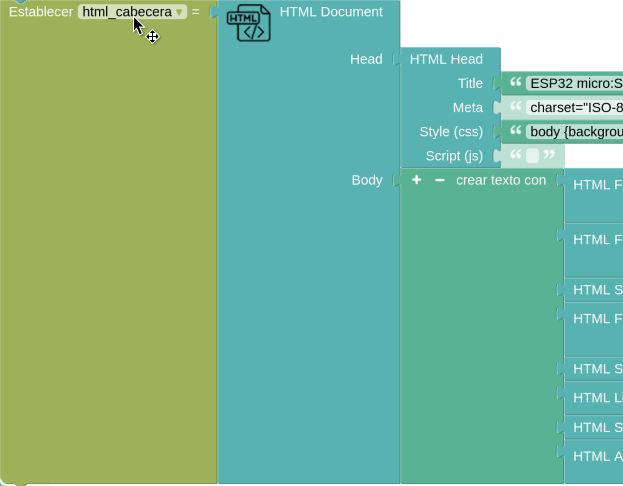 Establecer html_cabecera ▾ = HTML HTML Document
Head HTML Head
Title “ ESP32 micro:S
Meta “ charset="ISO-8
Style (css) “ body {backgrou
Script (js) “ ”
Body + − crear texto con HTML F
HTML F
HTML S
HTML F
HTML S
HTML Li
HTML S
HTML A